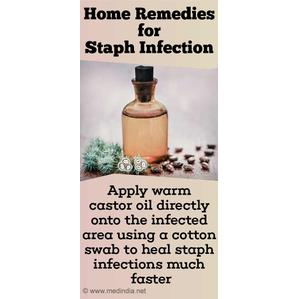 Home Remedies
for
Staph Infection
Apply warm
castor oil directly
onto the infected
area using a cotton
swab to heal staph
infections much
faster
© www.medindia.net